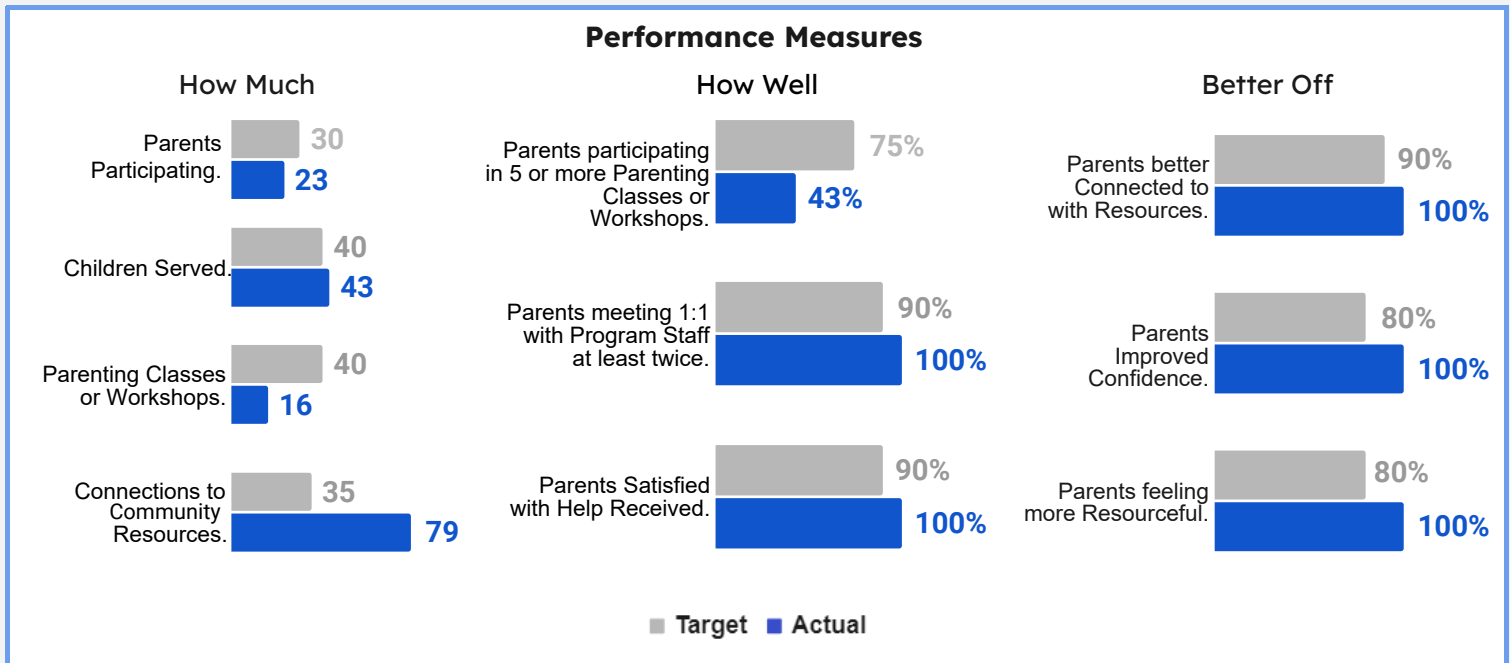 Performance Measures
How Much
Parents
Participating.
30
23
Children Served.
40
43
Parenting Classes
or Workshops.
40
16
Connections to
Community
Resources.
35
79
How Well
Parents participating
in 5 or more Parenting
Classes or
Workshops.
75%
43%
Parents meeting 1:1
with Program Staff
at least twice.
90%
100%
Parents Satisfied
with Help Received.
90%
100%
Better Off
Parents better
Connected to
with Resources.
90%
100%
Parents
Improved
Confidence.
80%
100%
Parents feeling
more Resourceful.
80%
100%
Target Actual